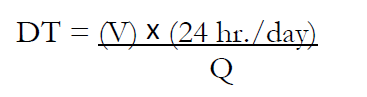 DT = (V) x (24 hr./day)
Q